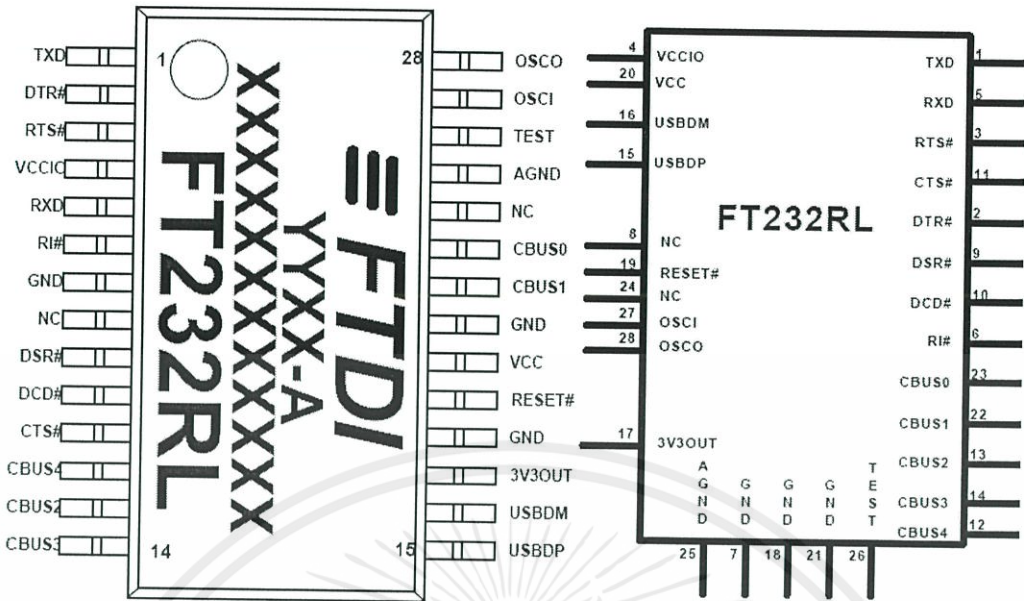 TXD
DTR#
RTS#
VCCIO
RXD
RI#
GND
NC
DSR#
DCD#
CTS#
CBUS4
CBUS2
CBUS3
1
28
14
15
FTDI
YYXX-A
XXXXXXXXXXXX
FT232RL
OSCO
OSCI
TEST
AGND
NC
CBUS0
CBUS1
GND
VCC
RESET#
GND
3V3OUT
USBDM
USBDP
4 VCCIO
20 VCC
16 USBDM
15 USBDP
8 NC
19 RESET#
24 NC
27 OSCI
28 OSCO
17 3V3OUT
FT232RL
TXD 1
RXD 5
RTS# 3
CTS# 11
DTR# 2
DSR# 9
DCD# 10
RI# 6
CBUS0 23
CBUS1 22
CBUS2 13
CBUS3 14
CBUS4 12
AGND
GND
GND
GND
TEST
25 7 18 21 26